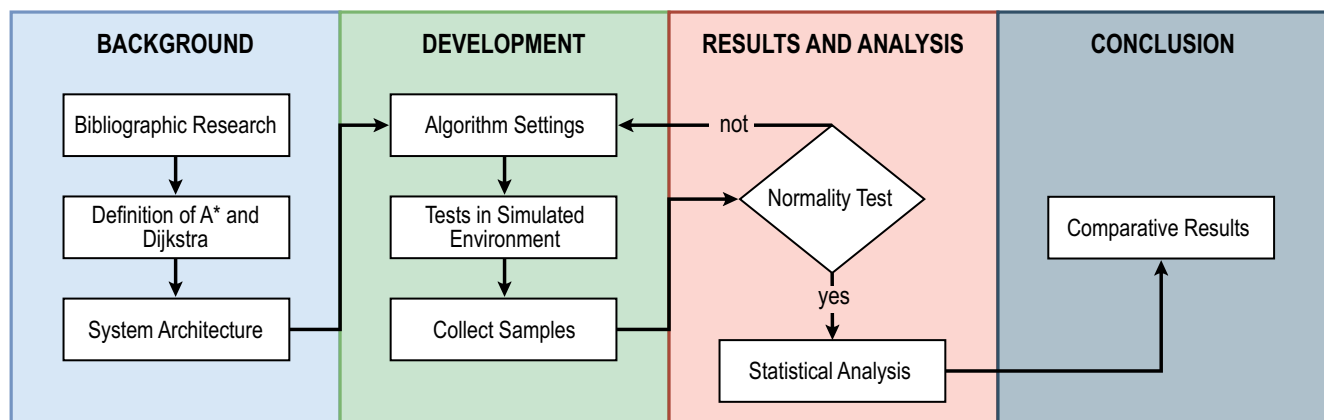 BACKGROUND
Bibliographic Research
Definition of A* and
Dijkstra
System Architecture
DEVELOPMENT
Algorithm Settings
Tests in Simulated
Environment
Collect Samples
RESULTS AND ANALYSIS
not
Normality Test
yes
Statistical Analysis
CONCLUSION
Comparative Results